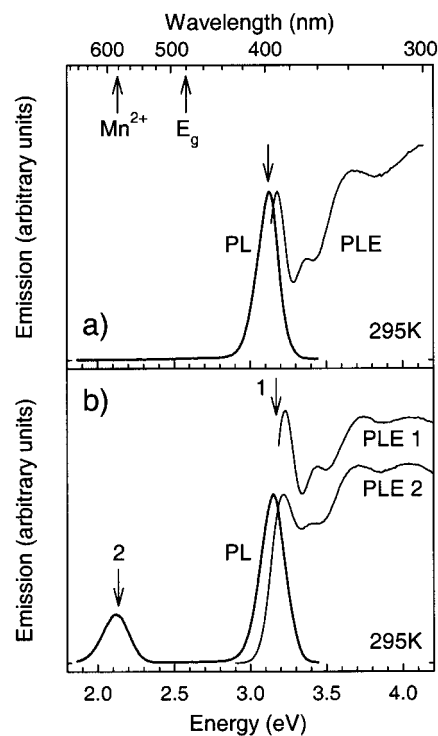 Wavelength (nm)
600 500 400 300
Mn²⁺ E_g
PL PLE
a) 295K
Emission (arbitrary units)
b) 1
PLE 1
PLE 2
2 PL
295K
Emission (arbitrary units)
2.0 2.5 3.0 3.5 4.0
Energy (eV)